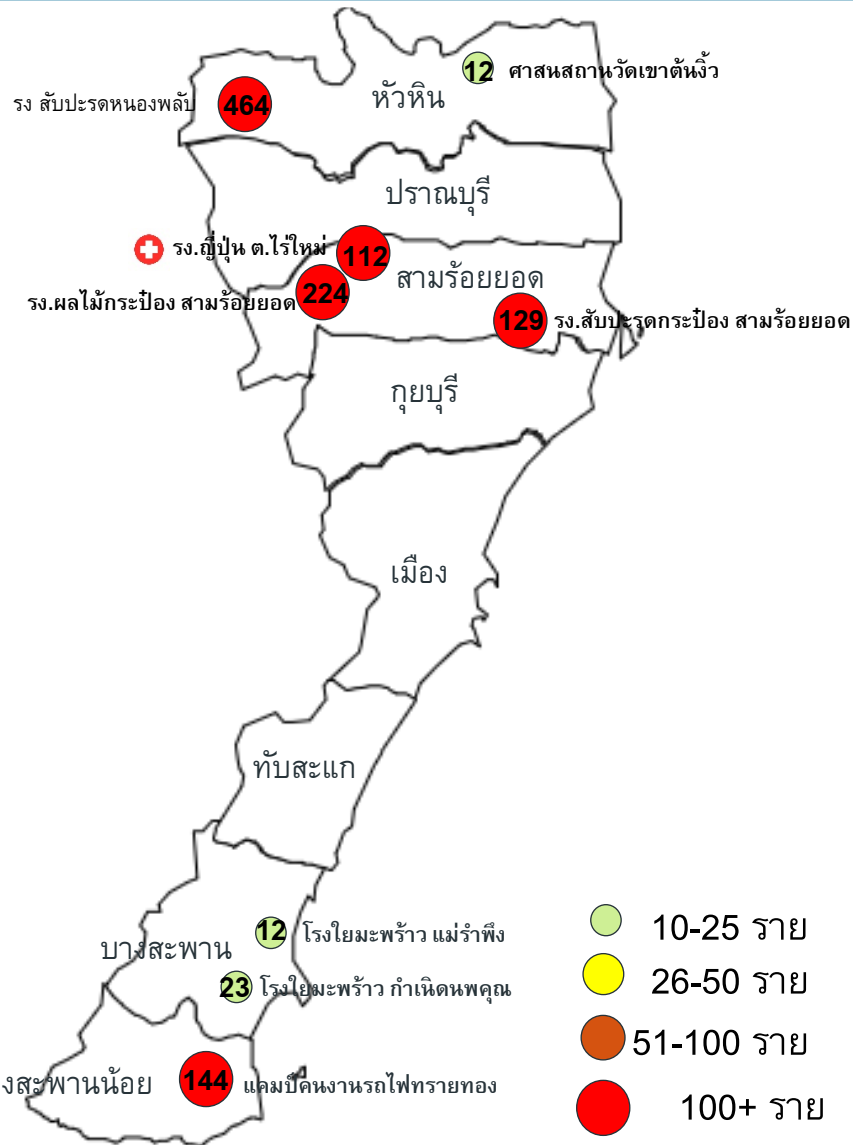 12 ศาสนสถานวัดเขาต้นงิ้ว
รง สับปะรดหนองพลับ 464
หัวหิน
ปราณบุรี
รง.ญี่ปุ่น ต.ไร่ใหม่ 112
สามร้อยยอด
รง.ผลไม้กระป๋อง สามร้อยยอด 224
129 รง.สับปะรดกระป๋อง สามร้อยยอด
กุยบุรี
เมือง
ทับสะแก
12 โรงใยมะพร้าว แม่รำพึง
บางสะพาน
23 โรงใยมะพร้าว กำเนิดนพคุณ
งสะพานน้อย 144 แคมป์คนงานรถไฟทรายทอง
10-25 ราย
26-50 ราย
51-100 ราย
100+ ราย